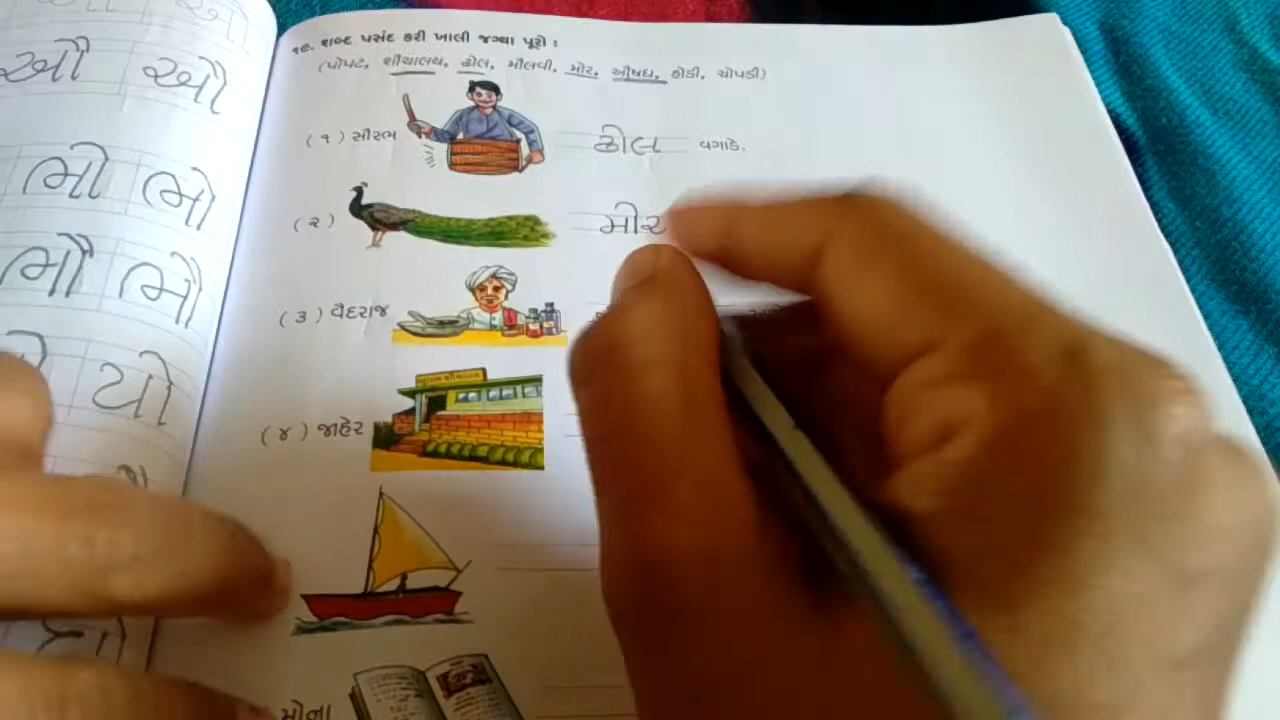 ઓ ઓ
ઔ ઔ
ભો ભો
ભૌ ભૌ
યો
૧૯. શબ્દ પસંદ કરી ખાલી જગ્યા પૂરો :
(પોપટ, શૌચાલય, ઢોલ, મૌલવી, મોર, ઔષધ, હોડી, ચોપડી)
(૧) સૌરભ ઢોલ વગાડે.
(૨) મોર
(૩) વૈદરાજ
(૪) જાહેર
મોના